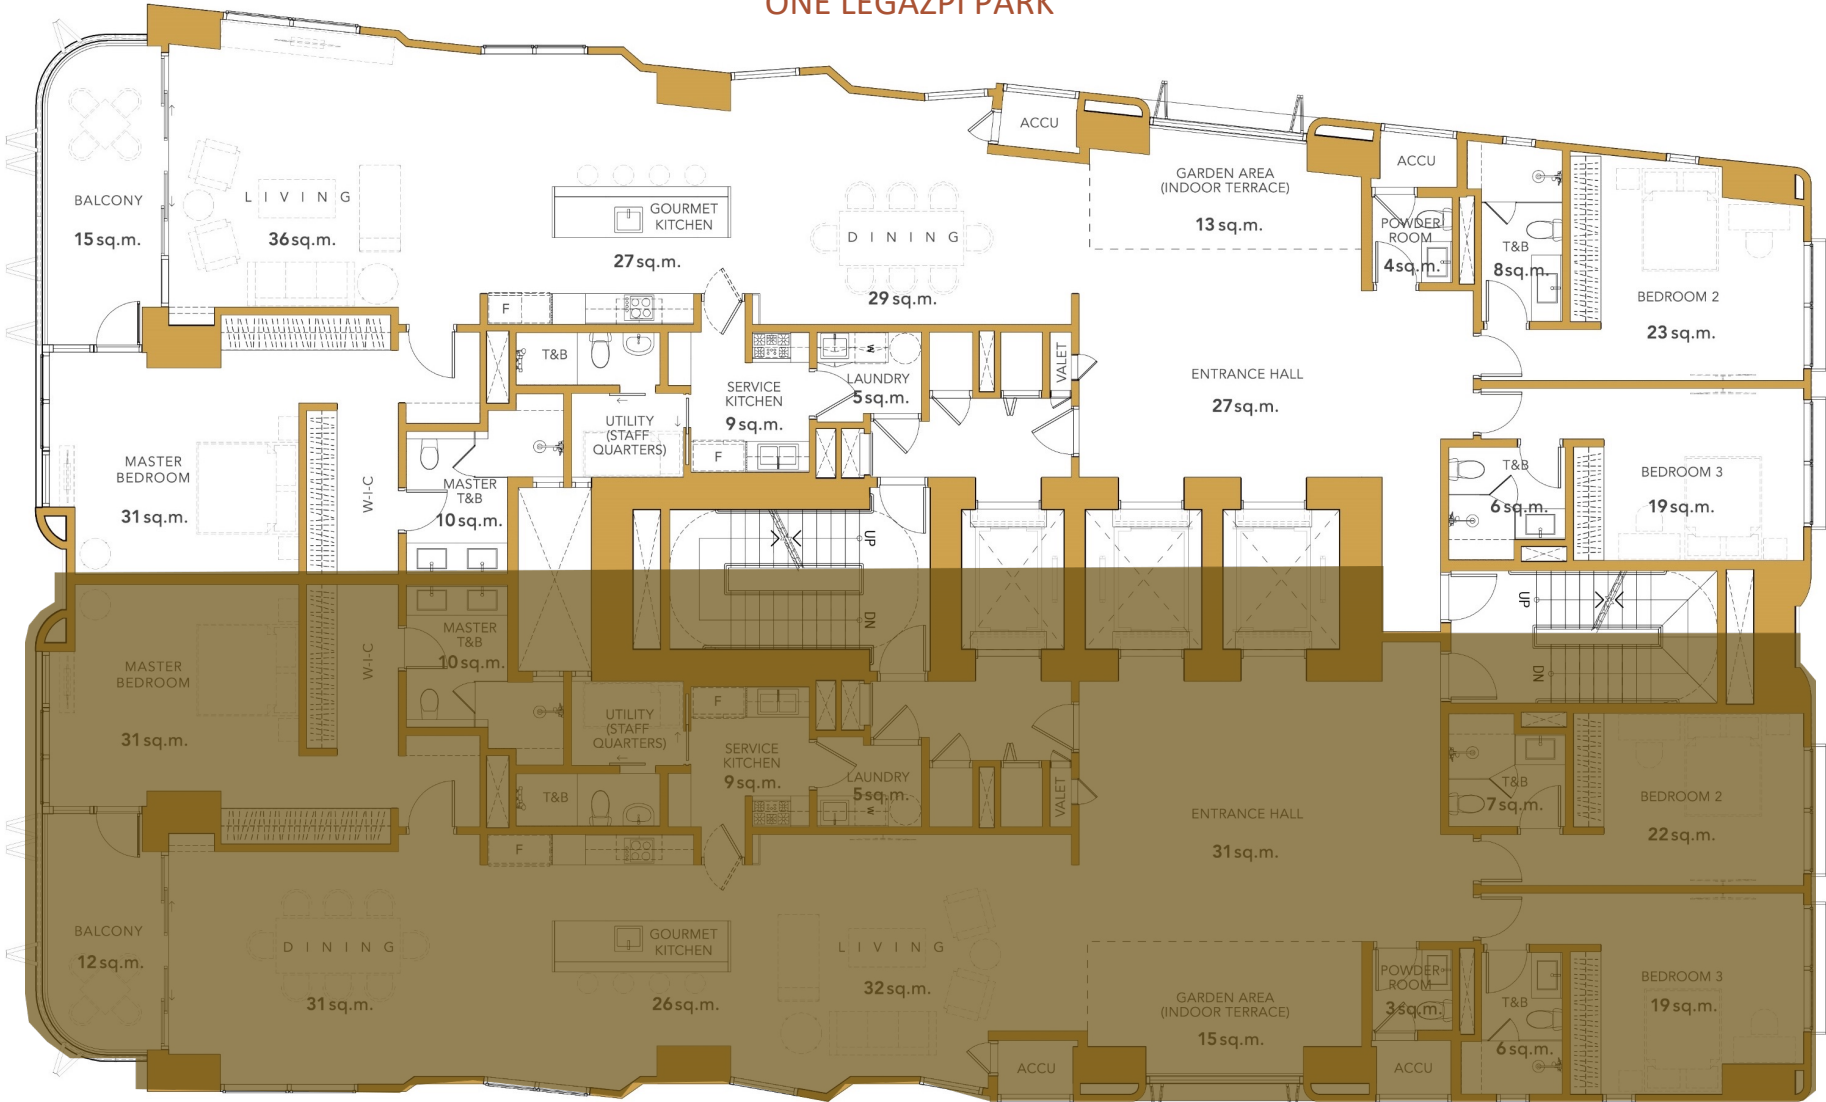 ONE LEGAZPI PARK
ACCU
ACCU
GARDEN AREA
(INDOOR TERRACE)
13 sq.m.
BALCONY
15 sq.m.
LIVING
36 sq.m.
GOURMET
KITCHEN
27 sq.m.
DINING
29 sq.m.
POWDER
ROOM
4 sq.m.
T&B
8 sq.m.
BEDROOM 2
23 sq.m.
F
T&B
SERVICE
KITCHEN
9 sq.m.
W
LAUNDRY
5 sq.m.
VALET
ENTRANCE HALL
27 sq.m.
UTILITY
(STAFF
QUARTERS)
F
MASTER
BEDROOM
31 sq.m.
W-I-C
MASTER
T&B
10 sq.m.
T&B
6 sq.m.
BEDROOM 3
19 sq.m.
UP
DN
UP
DN
MASTER
BEDROOM
31 sq.m.
W-I-C
MASTER
T&B
10 sq.m.
UTILITY
(STAFF
QUARTERS)
F
SERVICE
KITCHEN
9 sq.m.
LAUNDRY
5 sq.m.
W
VALET
T&B
F
ENTRANCE HALL
31 sq.m.
T&B
7 sq.m.
BEDROOM 2
22 sq.m.
BALCONY
12 sq.m.
DINING
31 sq.m.
GOURMET
KITCHEN
26 sq.m.
LIVING
32 sq.m.
GARDEN AREA
(INDOOR TERRACE)
15 sq.m.
POWDER
ROOM
3 sq.m.
T&B
6 sq.m.
BEDROOM 3
19 sq.m.
ACCU
ACCU